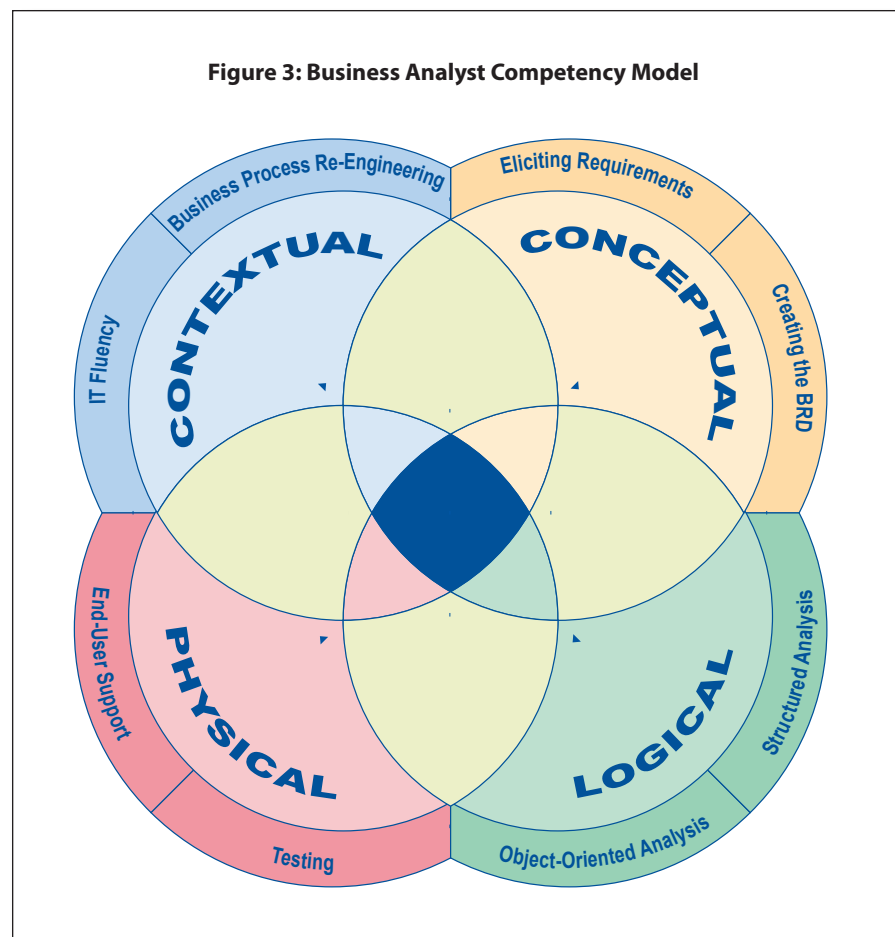 Figure 3: Business Analyst Competency Model
Business Process Re-Engineering
Eliciting Requirements
CONTEXTUAL
CONCEPTUAL
IT Fluency
Creating the BRD
End-User Support
Structured Analysis
PHYSICAL
LOGICAL
Testing
Object-Oriented Analysis